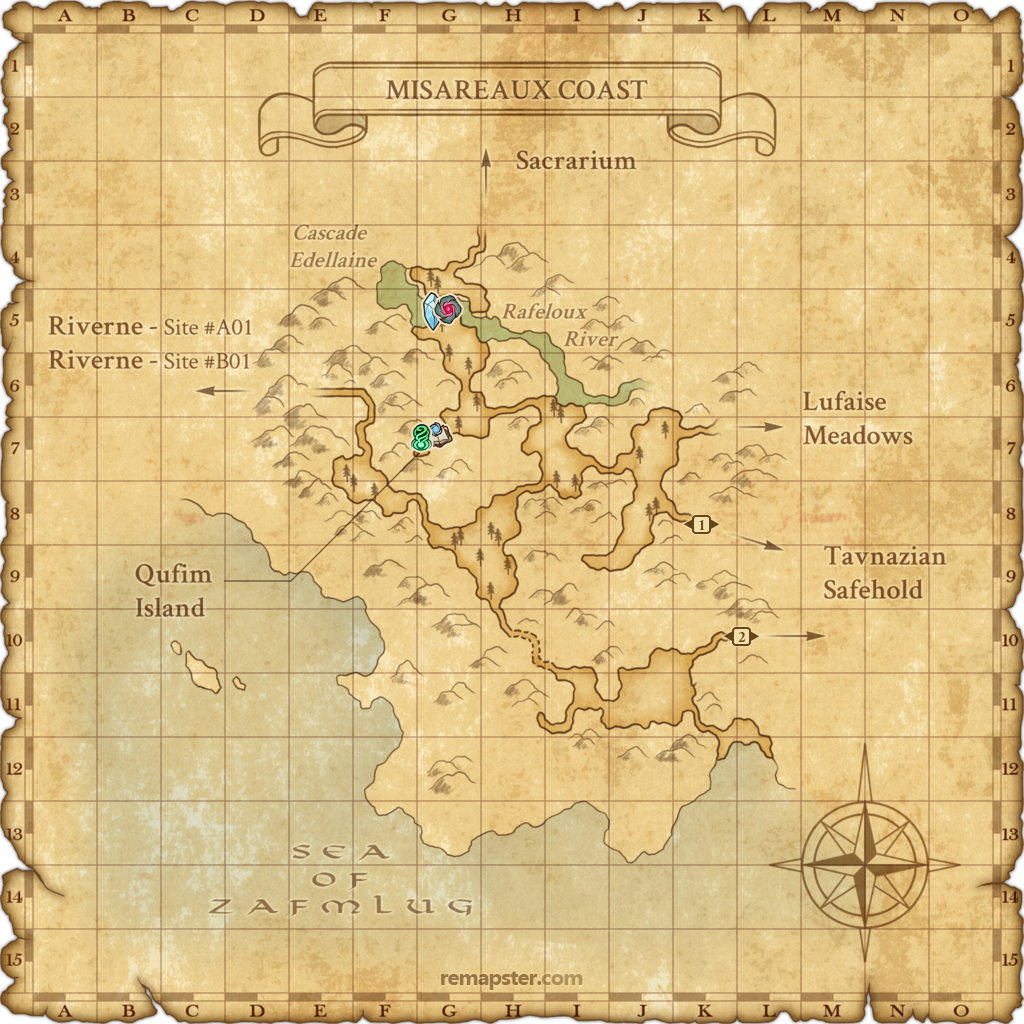 A B C D E F G H I J K L M N O
1 1
MISAREAUX COAST
2 2
Sacrarium
3 3
Cascade
Edellaine
4 4
Rafeloux
River
5 5
Riverne - Site #A01
Riverne - Site #B01
6 6
Lufaise
Meadows
7 7
8 8
1
Tavnazian
Safehold
9 9
Qufim
Island
10 10
2
11 11
12 12
13 13
SEA
OF
ZAFMLUG
14 14
15 15
remapster.com
A B C D E F G H I J K L M N O